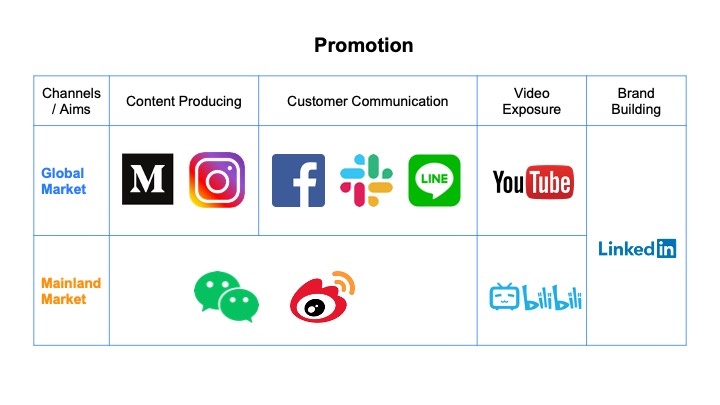 Promotion
Channels
/ Aims
Content Producing
Customer Communication
Video
Exposure
Brand
Building
Global
Market
M
f
LINE
YouTube
LinkedIn
Mainland
Market
bilibili